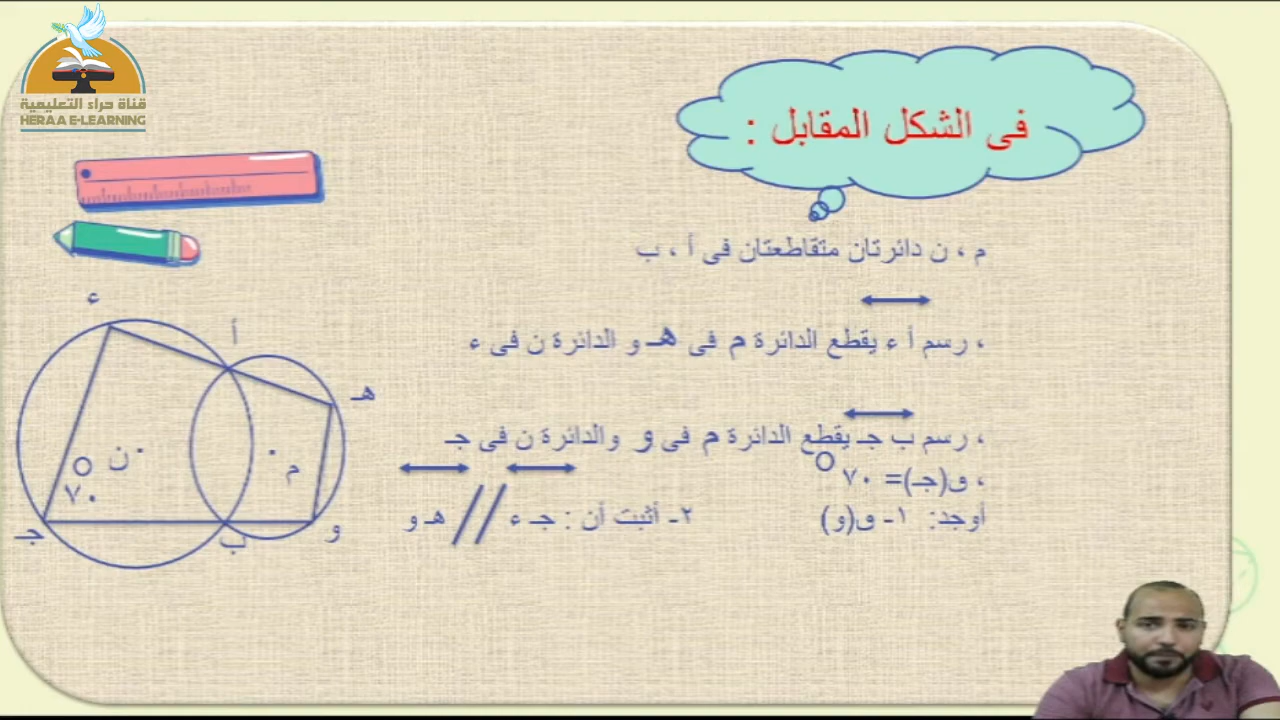 قناة حراء التعليمية
HERAA E-LEARNING
فى الشكل المقابل :
م ، ن دائرتان متقاطعتان فى أ ، ب
، رسم أ ء يقطع الدائرة م فى هـ و الدائرة ن فى ء
، رسم ب جـ يقطع الدائرة م فى و والدائرة ن فى جـ
، ق(جـ)= ٧٠ O
أوجد: ١- ق(و) ٢- أثبت أن : جـ ء // هـ و
ء
أ
هـ
ن
م
O
٧٠
جـ
ب
و